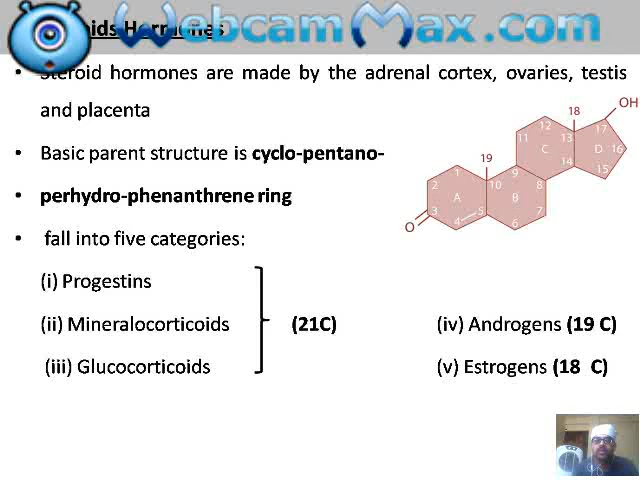 WebcamMax.com
Hormones
• Steroid hormones are made by the adrenal cortex, ovaries, testis
and placenta
• Basic parent structure is cyclo-pentano-
• perhydro-phenanthrene ring
• fall into five categories:
(i) Progestins
(ii) Mineralocorticoids (21C) (iv) Androgens (19 C)
(iii) Glucocorticoids (v) Estrogens (18 C)
OH
18
12
17
11
13
C
D
16
19
14
15
1
9
2
10
8
A
B
3
5
7
4
6
O